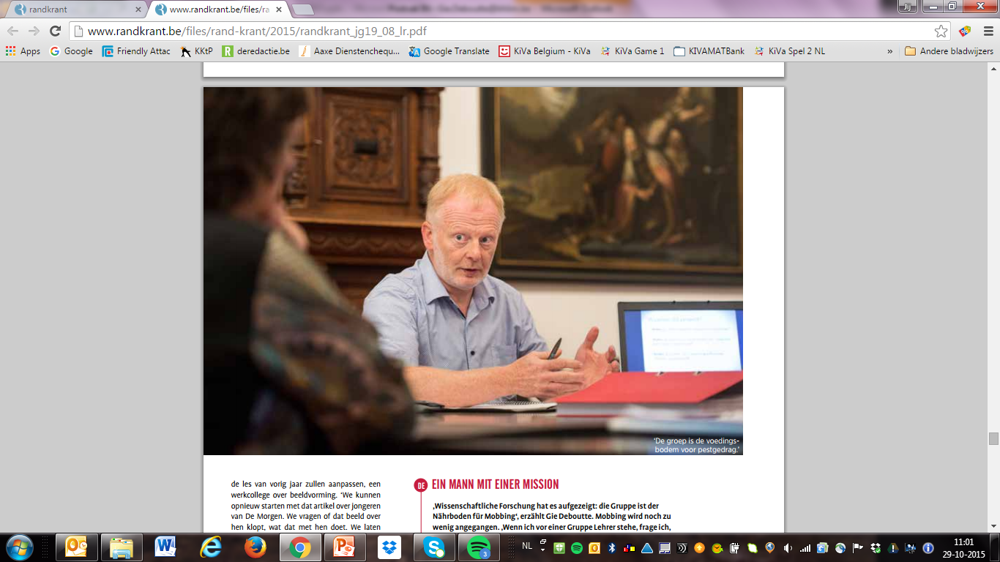 randkrant
www.randkrant.be/files/ra
Jj
www.randkrant.be/files/rand-krant/2015/randkrant_jg19_08_lr.pdf
Apps
Google
Friendly Attac
KKtP
deredactie.be
Aaxe Dienstenchequ...
Google Translate
KiVa Belgium - KiVa
KiVa Game 1
KIVAMATBank
KiVa Spel 2 NL
»
Andere bladwijzers
'De groep is de voedings-
bodem voor pestgedrag.'
de les van vorig jaar zullen aanpassen, een
werkcollege over beeldvorming. 'We kunnen
opnieuw starten met dat artikel over jongeren
van De Morgen. We vragen of dat beeld over
hen klopt, wat dat met hen doet. We laten
DE EIN MANN MIT EINER MISSION
‚Wissenschaftliche Forschung hat es aufgezeigt: die Gruppe ist der
Nährboden für Mobbing', erzählt Gie Deboutte. Mobbing wird noch zu
wenig angegangen. ‚Wenn ich vor einer Gruppe Lehrer stehe, frage ich,
3
NL
11:01
29-10-2015